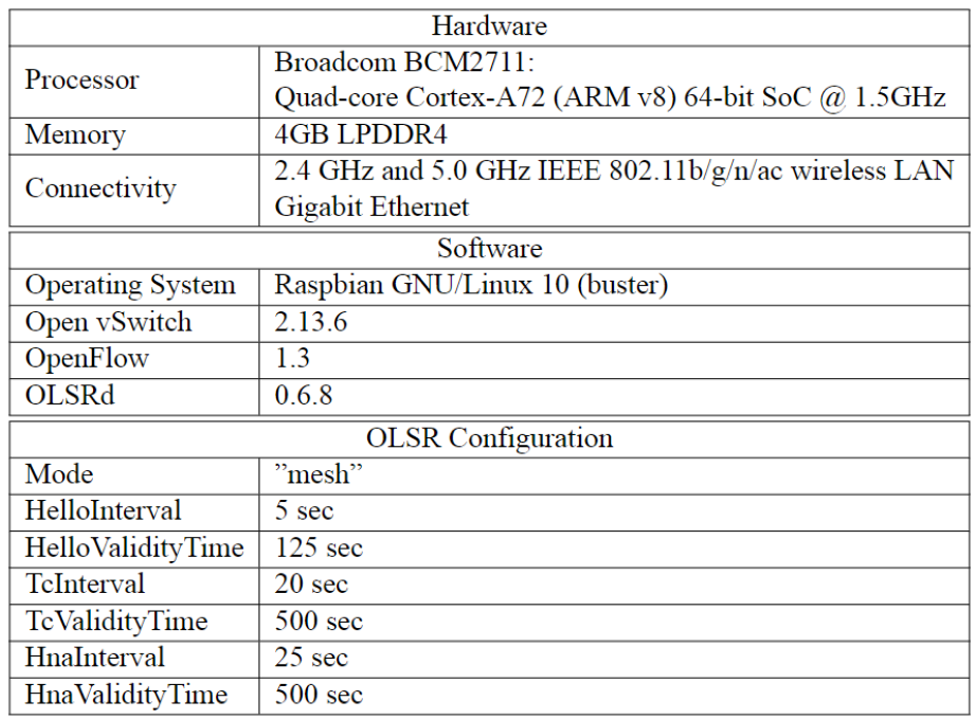 Hardware
Processor
Broadcom BCM2711:
Quad-core Cortex-A72 (ARM v8) 64-bit SoC @ 1.5GHz
Memory
4GB LPDDR4
Connectivity
2.4 GHz and 5.0 GHz IEEE 802.11b/g/n/ac wireless LAN
Gigabit Ethernet
Software
Operating System
Raspbian GNU/Linux 10 (buster)
Open vSwitch
2.13.6
OpenFlow
1.3
OLSRd
0.6.8
OLSR Configuration
Mode
”mesh”
HelloInterval
5 sec
HelloValidityTime
125 sec
TcInterval
20 sec
TcValidityTime
500 sec
HnaInterval
25 sec
HnaValidityTime
500 sec